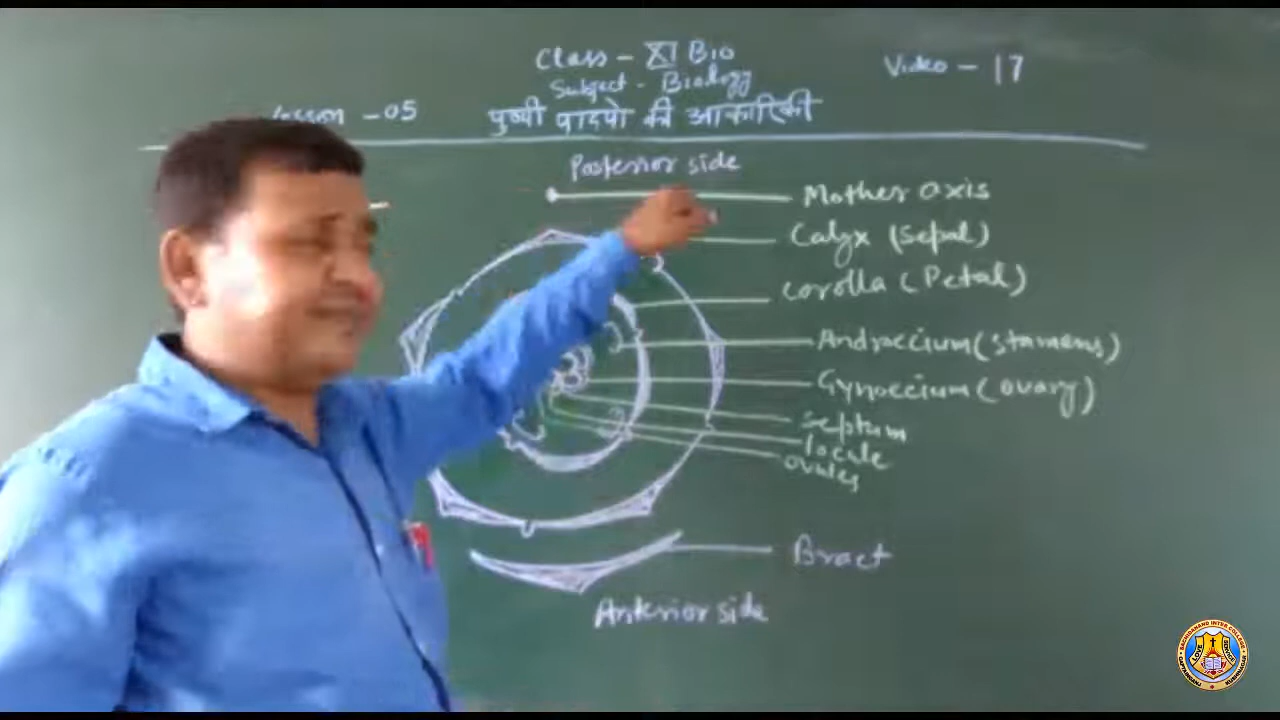 Class - XI Bio
Subject - Biology
Video - 17
Lesson - 05
पुष्पी पादपो की आकारिकी
Posterior side
Mother axis
Calyx (Sepal)
Corolla (Petal)
Androecium (stamens)
Gynoecium (ovary)
Septum
locule
ovules
Bract
Anterior side